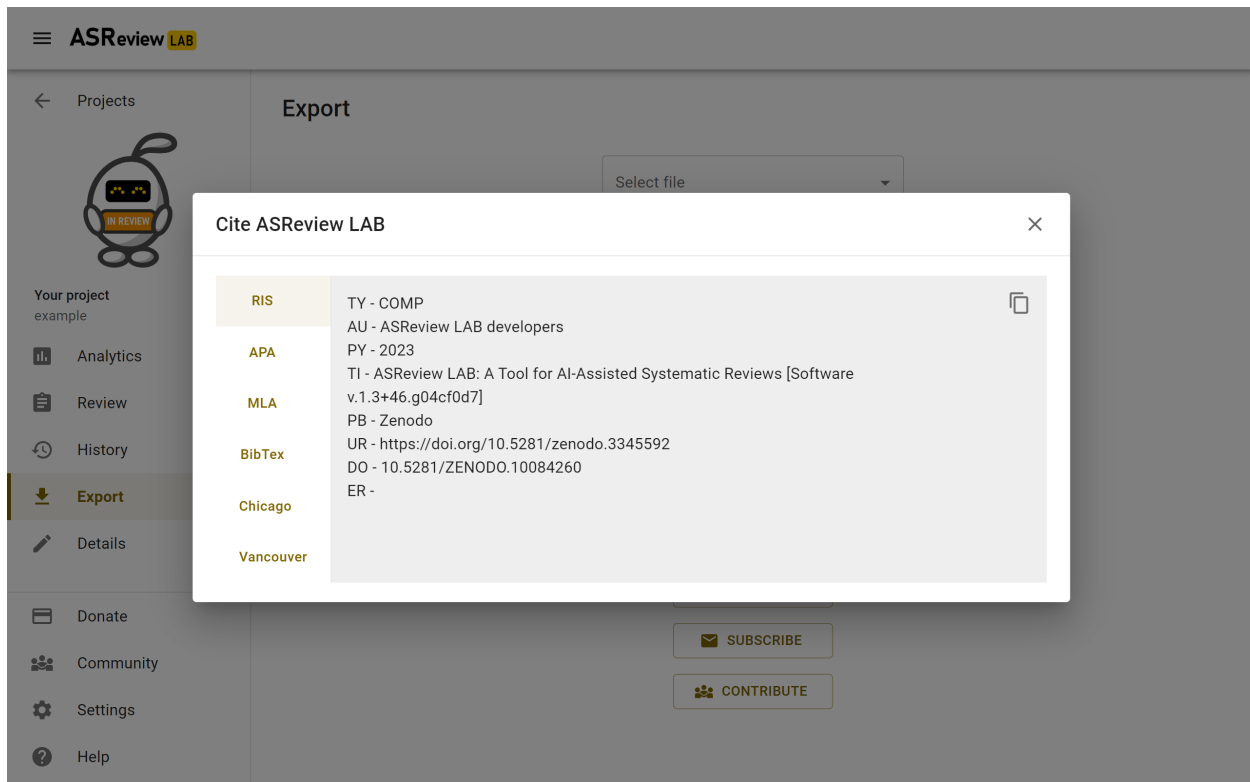 ASReview LAB
Projects
IN REVIEW
Your project
example
Analytics
Review
History
Export
Details
Donate
Community
Settings
Help
Export
Select file
Cite ASReview LAB
RIS
APA
MLA
BibTex
Chicago
Vancouver
TY - COMP
AU - ASReview LAB developers
PY - 2023
TI - ASReview LAB: A Tool for AI-Assisted Systematic Reviews [Software
v.1.3+46.g04cf0d7]
PB - Zenodo
UR - https://doi.org/10.5281/zenodo.3345592
DO - 10.5281/ZENODO.10084260
ER -
SUBSCRIBE
CONTRIBUTE